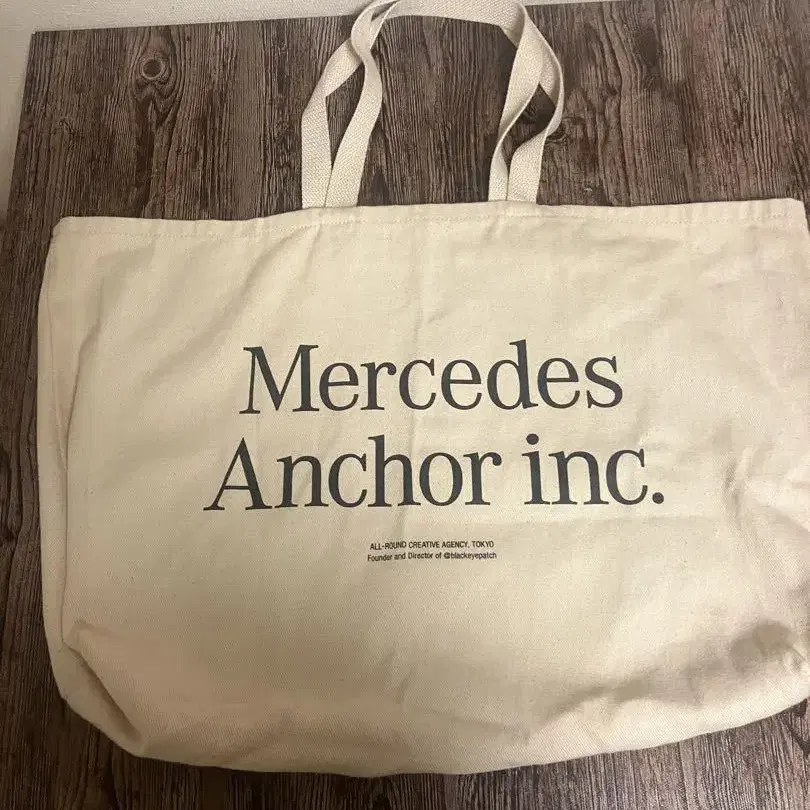 Mercedes
Anchor inc.
ALL-ROUND CREATIVE AGENCY, TOKYO
Founder and Director of @blackeyepatch